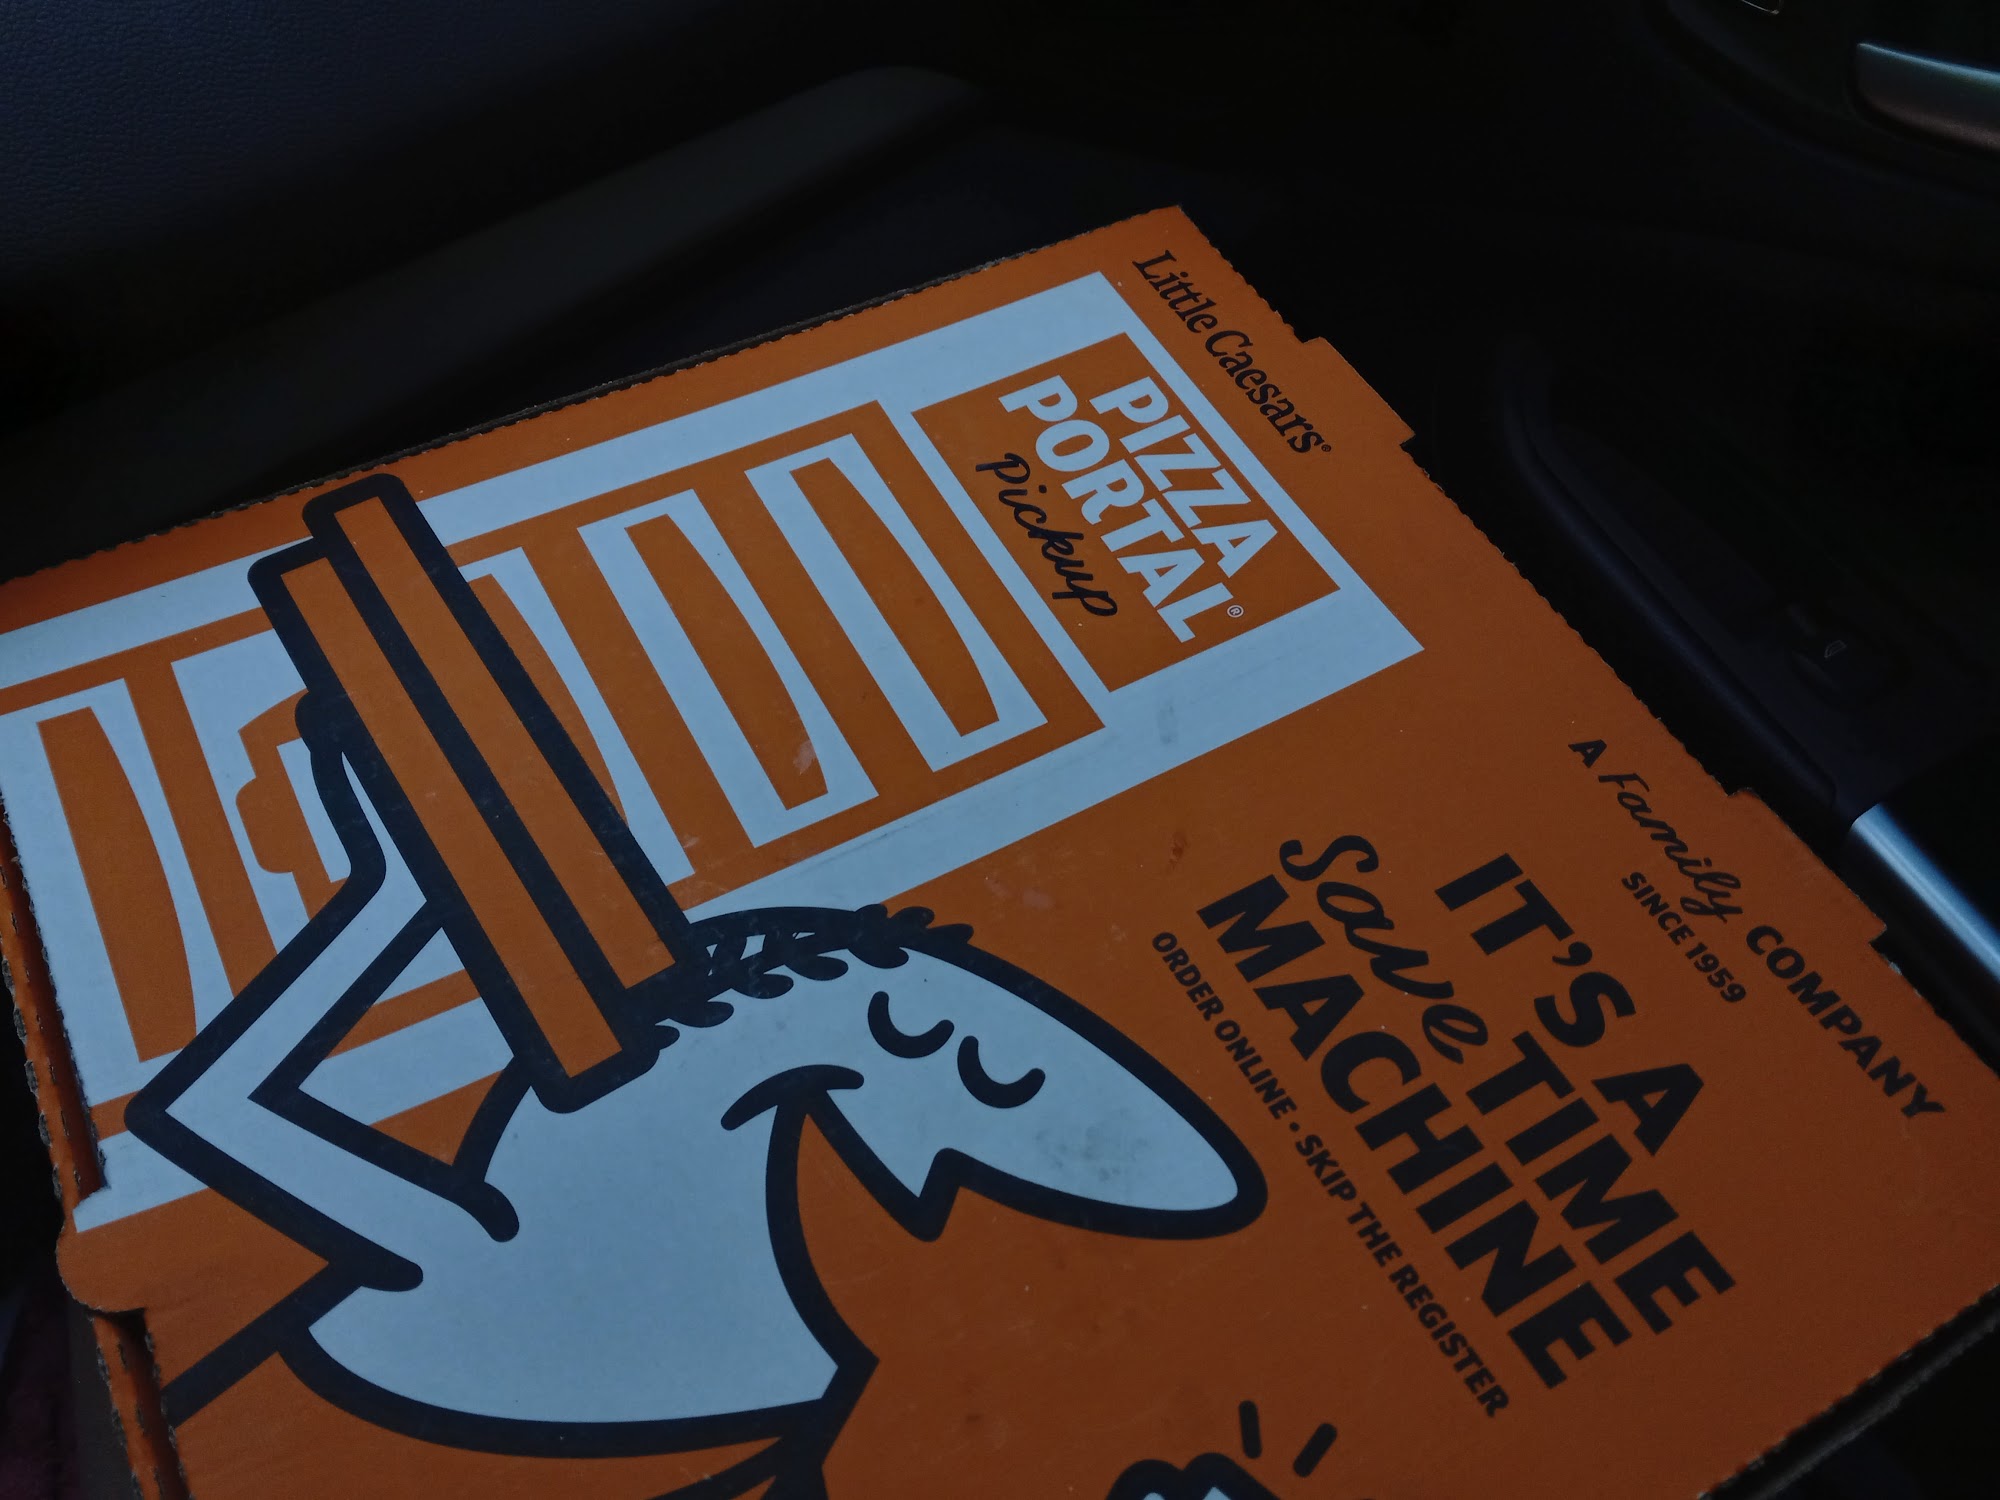 Little Caesars®
PIZZA
PORTAL®
Pickup
A Family COMPANY
SINCE 1959
IT'S A
Save TIME
MACHINE
ORDER ONLINE • SKIP THE REGISTER